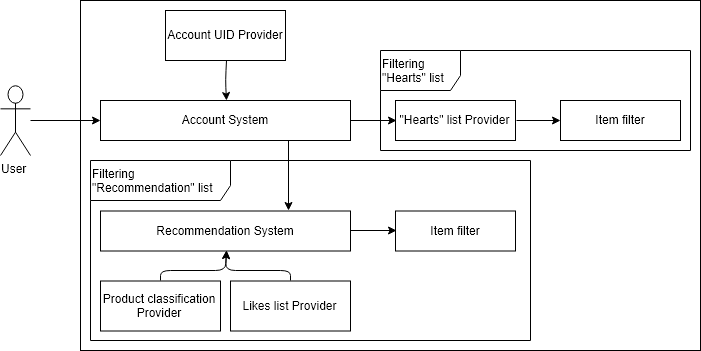 Account UID Provider
Filtering
"Hearts" list
User
Account System
"Hearts" list Provider
Item filter
Filtering
"Recommendation" list
Recommendation System
Item filter
Product classification
Provider
Likes list Provider